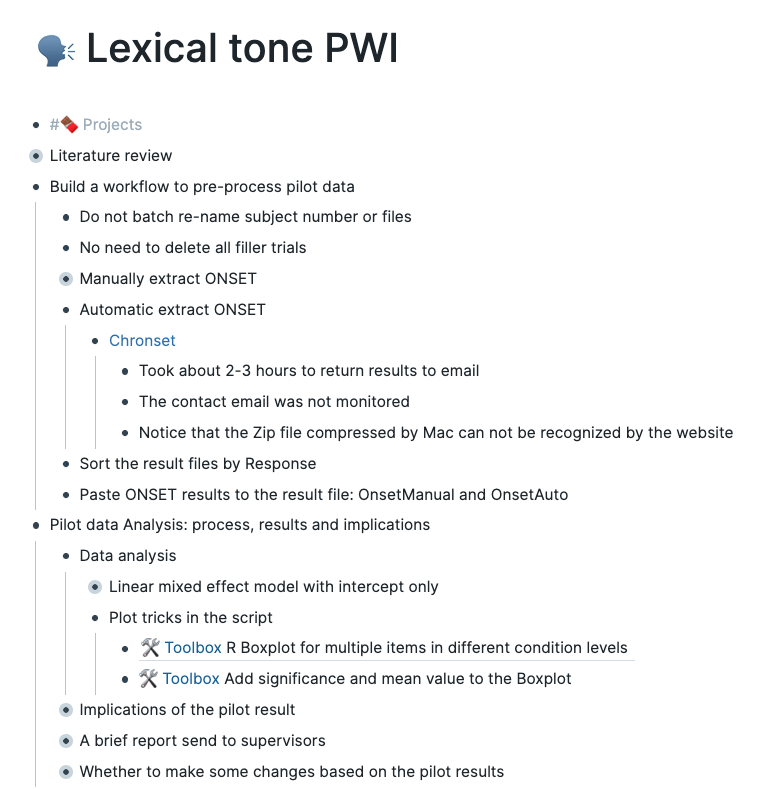 Lexical tone PWI
# Projects
Literature review
Build a workflow to pre-process pilot data
Do not batch re-name subject number or files
No need to delete all filler trials
Manually extract ONSET
Automatic extract ONSET
Chronset
Took about 2-3 hours to return results to email
The contact email was not monitored
Notice that the Zip file compressed by Mac can not be recognized by the website
Sort the result files by Response
Paste ONSET results to the result file: OnsetManual and OnsetAuto
Pilot data Analysis: process, results and implications
Data analysis
Linear mixed effect model with intercept only
Plot tricks in the script
Toolbox R Boxplot for multiple items in different condition levels
Toolbox Add significance and mean value to the Boxplot
Implications of the pilot result
A brief report send to supervisors
Whether to make some changes based on the pilot results